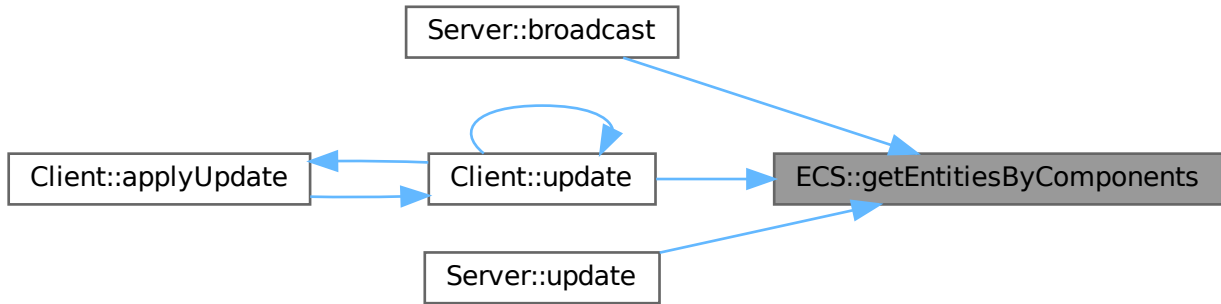 Server::broadcast
Client::applyUpdate
Client::update
ECS::getEntitiesByComponents
Server::update